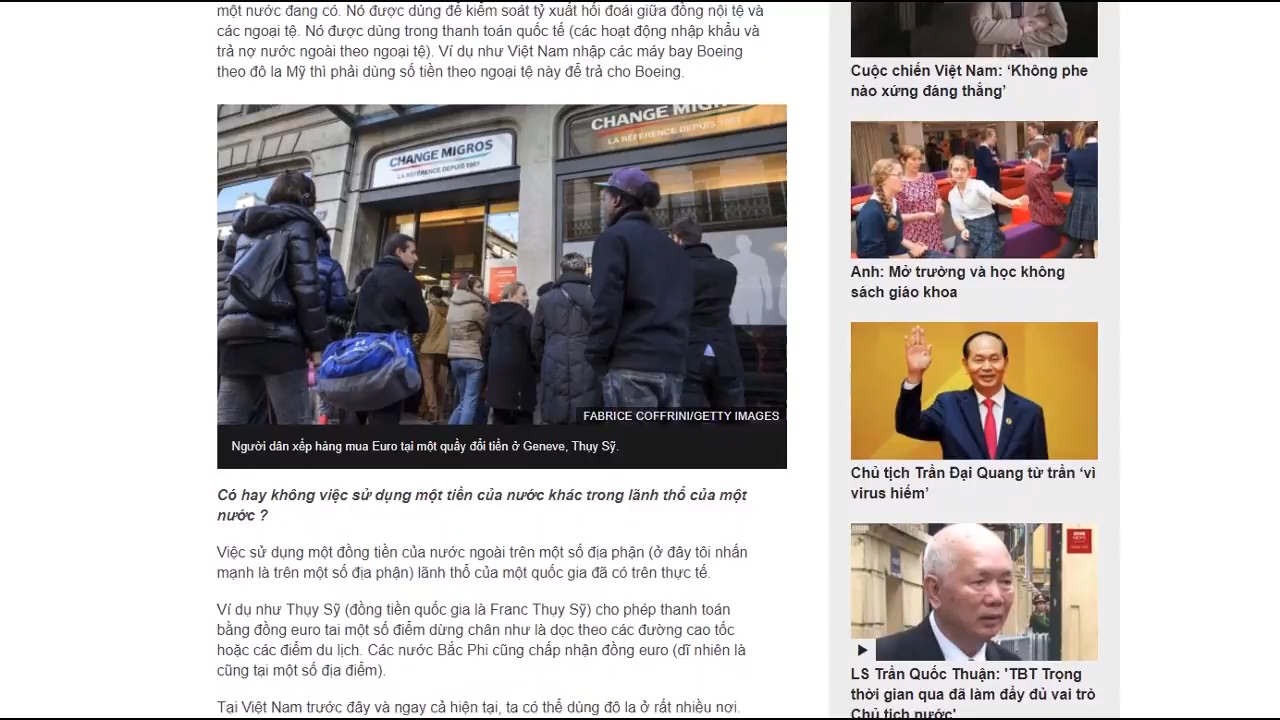 một nước đang có. Nó được dùng để kiểm soát tỷ xuất hối đoái giữa đồng nội tệ và
các ngoại tệ. Nó được dùng trong thanh toán quốc tế (các hoạt động nhập khẩu và
trả nợ nước ngoài theo ngoại tệ). Ví dụ như Việt Nam nhập các máy bay Boeing
theo đô la Mỹ thì phải dùng số tiền theo ngoại tệ này để trả cho Boeing.
CHANGE MIGROS
LA RÉFÉRENCE DEPUIS 1961
CHANGE MIGROS
LA RÉFÉRENCE DEPUIS 1961
FABRICE COFFRINI/GETTY IMAGES
Người dân xếp hàng mua Euro tại một quầy đổi tiền ở Geneve, Thụy Sỹ.
Có hay không việc sử dụng một tiền của nước khác trong lãnh thổ của một
nước ?
Việc sử dụng một đồng tiền của nước ngoài trên một số địa phận (ở đây tôi nhấn
mạnh là trên một số địa phận) lãnh thổ của một quốc gia đã có trên thực tế.
Ví dụ như Thụy Sỹ (đồng tiền quốc gia là Franc Thụy Sỹ) cho phép thanh toán
bằng đồng euro tai một số điểm dừng chân như là dọc theo các đường cao tốc
hoặc các điểm du lịch. Các nước Bắc Phi cũng chấp nhận đồng euro (dĩ nhiên là
cũng tại một số địa điểm).
Tại Việt Nam trước đây và ngay cả hiện tại, ta có thể dùng đô la ở rất nhiều nơi.
Cuộc chiến Việt Nam: ‘Không phe
nào xứng đáng thắng’
Anh: Mở trường và học không
sách giáo khoa
Chủ tịch Trần Đại Quang từ trần ‘vì
virus hiếm’
BBC
NEWS
LS Trần Quốc Thuận: 'TBT Trọng
thời gian qua đã làm đầy đủ vai trò
Chủ tịch nước'